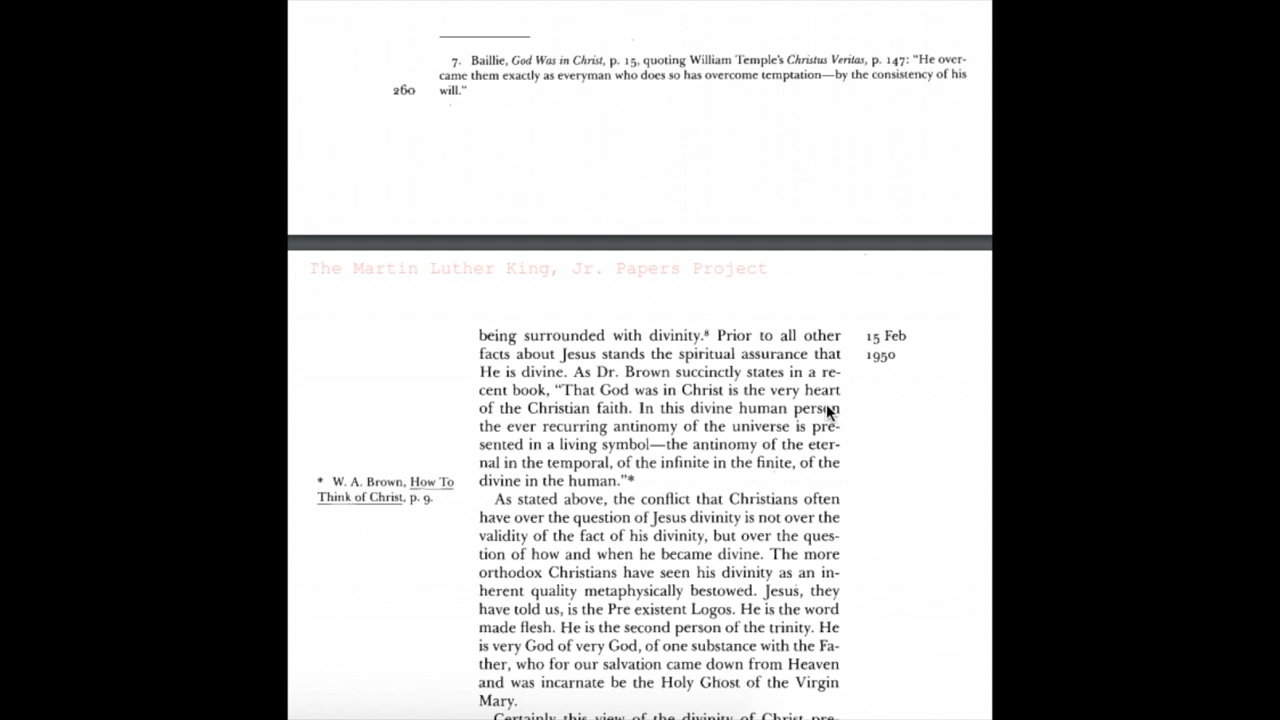 7. Baillie, God Was in Christ, p. 15, quoting William Temple's Christus Veritas, p. 147: "He over-
came them exactly as everyman who does so has overcome temptation—by the consistency of his
260 will."
The Martin Luther King, Jr. Papers Project
being surrounded with divinity.⁸ Prior to all other
facts about Jesus stands the spiritual assurance that
He is divine. As Dr. Brown succinctly states in a re-
cent book, "That God was in Christ is the very heart
of the Christian faith. In this divine human person
the ever recurring antinomy of the universe is pre-
sented in a living symbol—the antinomy of the eter-
nal in the temporal, of the infinite in the finite, of the
divine in the human."*
15 Feb
1950
* W. A. Brown, How To
Think of Christ, p. 9.
As stated above, the conflict that Christians often
have over the question of Jesus divinity is not over the
validity of the fact of his divinity, but over the ques-
tion of how and when he became divine. The more
orthodox Christians have seen his divinity as an in-
herent quality metaphysically bestowed. Jesus, they
have told us, is the Pre existent Logos. He is the word
made flesh. He is the second person of the trinity. He
is very God of very God, of one substance with the Fa-
ther, who for our salvation came down from Heaven
and was incarnate be the Holy Ghost of the Virgin
Mary.
Certainly this view of the divinity of Christ pre-